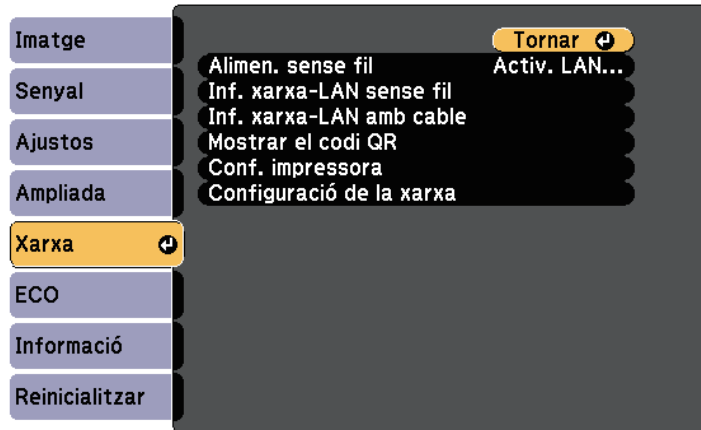 Imatge
Senyal
Ajustos
Ampliada
Xarxa
ECO
Informació
Reinicialitzar
Tornar
Alimen. sense fil Activ. LAN...
Inf. xarxa-LAN sense fil
Inf. xarxa-LAN amb cable
Mostrar el codi QR
Conf. impressora
Configuració de la xarxa